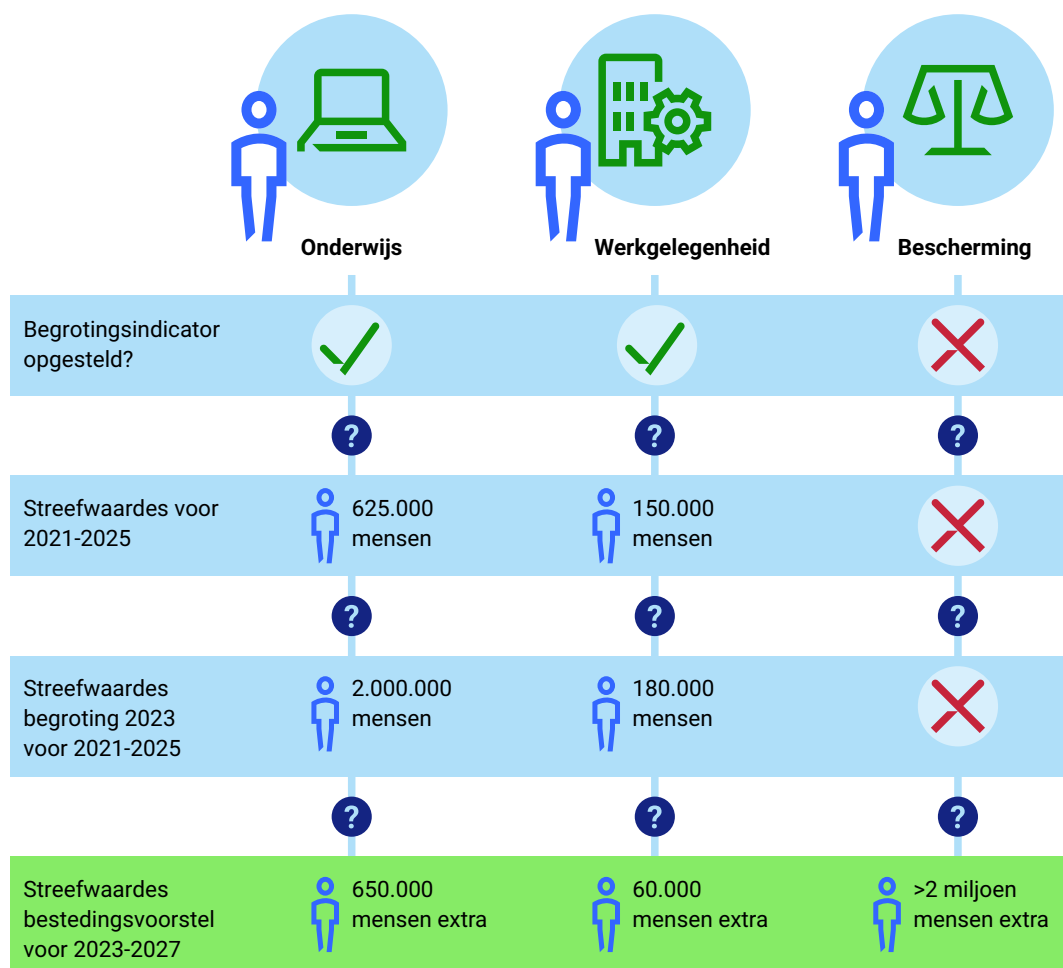 Onderwijs
Werkgelegenheid
Bescherming
Begrotingsindicator
opgesteld?
?
?
?
Streefwaardes voor
2021-2025
625.000
mensen
150.000
mensen
?
?
?
Streefwaardes
begroting 2023
voor 2021-2025
2.000.000
mensen
180.000
mensen
?
?
?
Streefwaardes
bestedingsvoorstel
voor 2023-2027
650.000
mensen extra
60.000
mensen extra
>2 miljoen
mensen extra